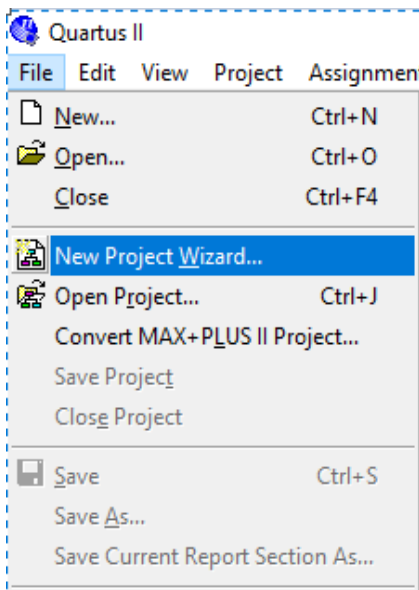 Quartus II
File Edit View Project Assignmen
New... Ctrl+N
Open... Ctrl+O
Close Ctrl+F4
New Project Wizard...
Open Project... Ctrl+J
Convert MAX+PLUS II Project...
Save Project
Close Project
Save Ctrl+S
Save As...
Save Current Report Section As...